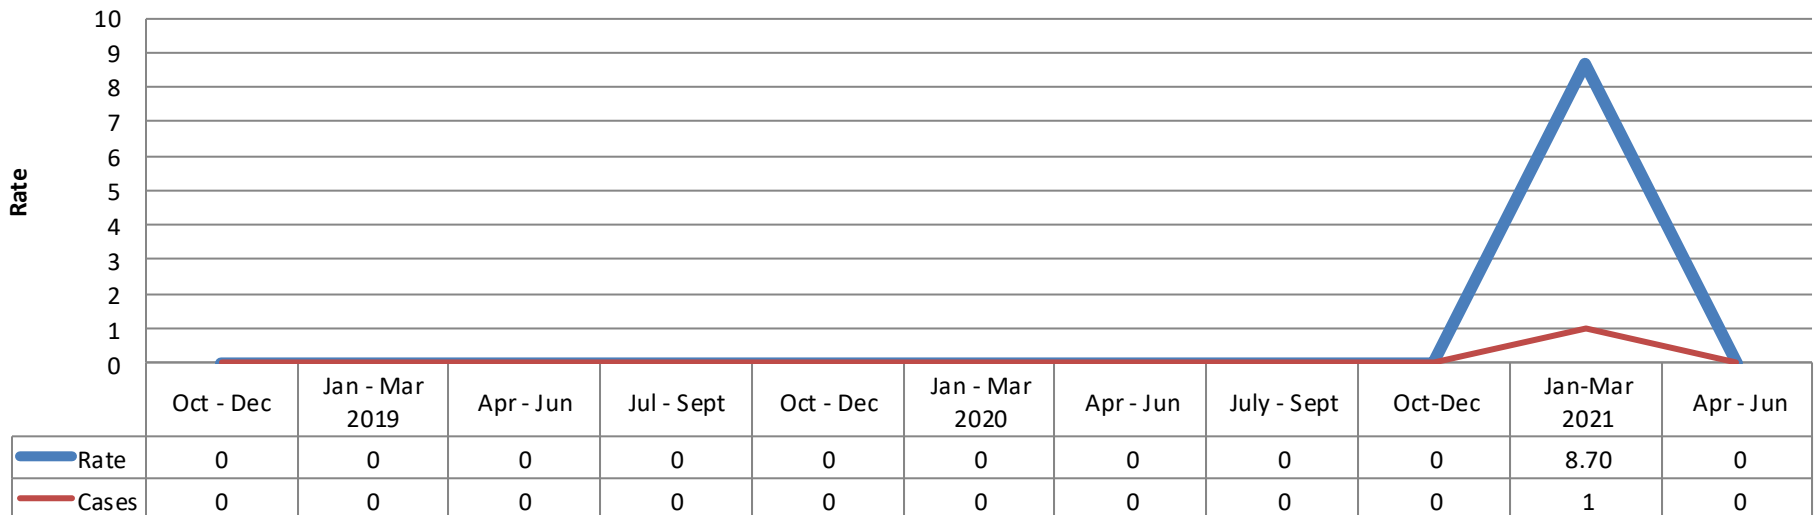 10
9
8
7
6
5
4
3
2
1
0
Rate
Oct - Dec
Jan - Mar
2019
Apr - Jun
Jul - Sept
Oct - Dec
Jan - Mar
2020
Apr - Jun
July - Sept
Oct-Dec
Jan-Mar
2021
Apr - Jun
Rate 0 0 0 0 0 0 0 0 0 8.70 0
Cases 0 0 0 0 0 0 0 0 0 1 0